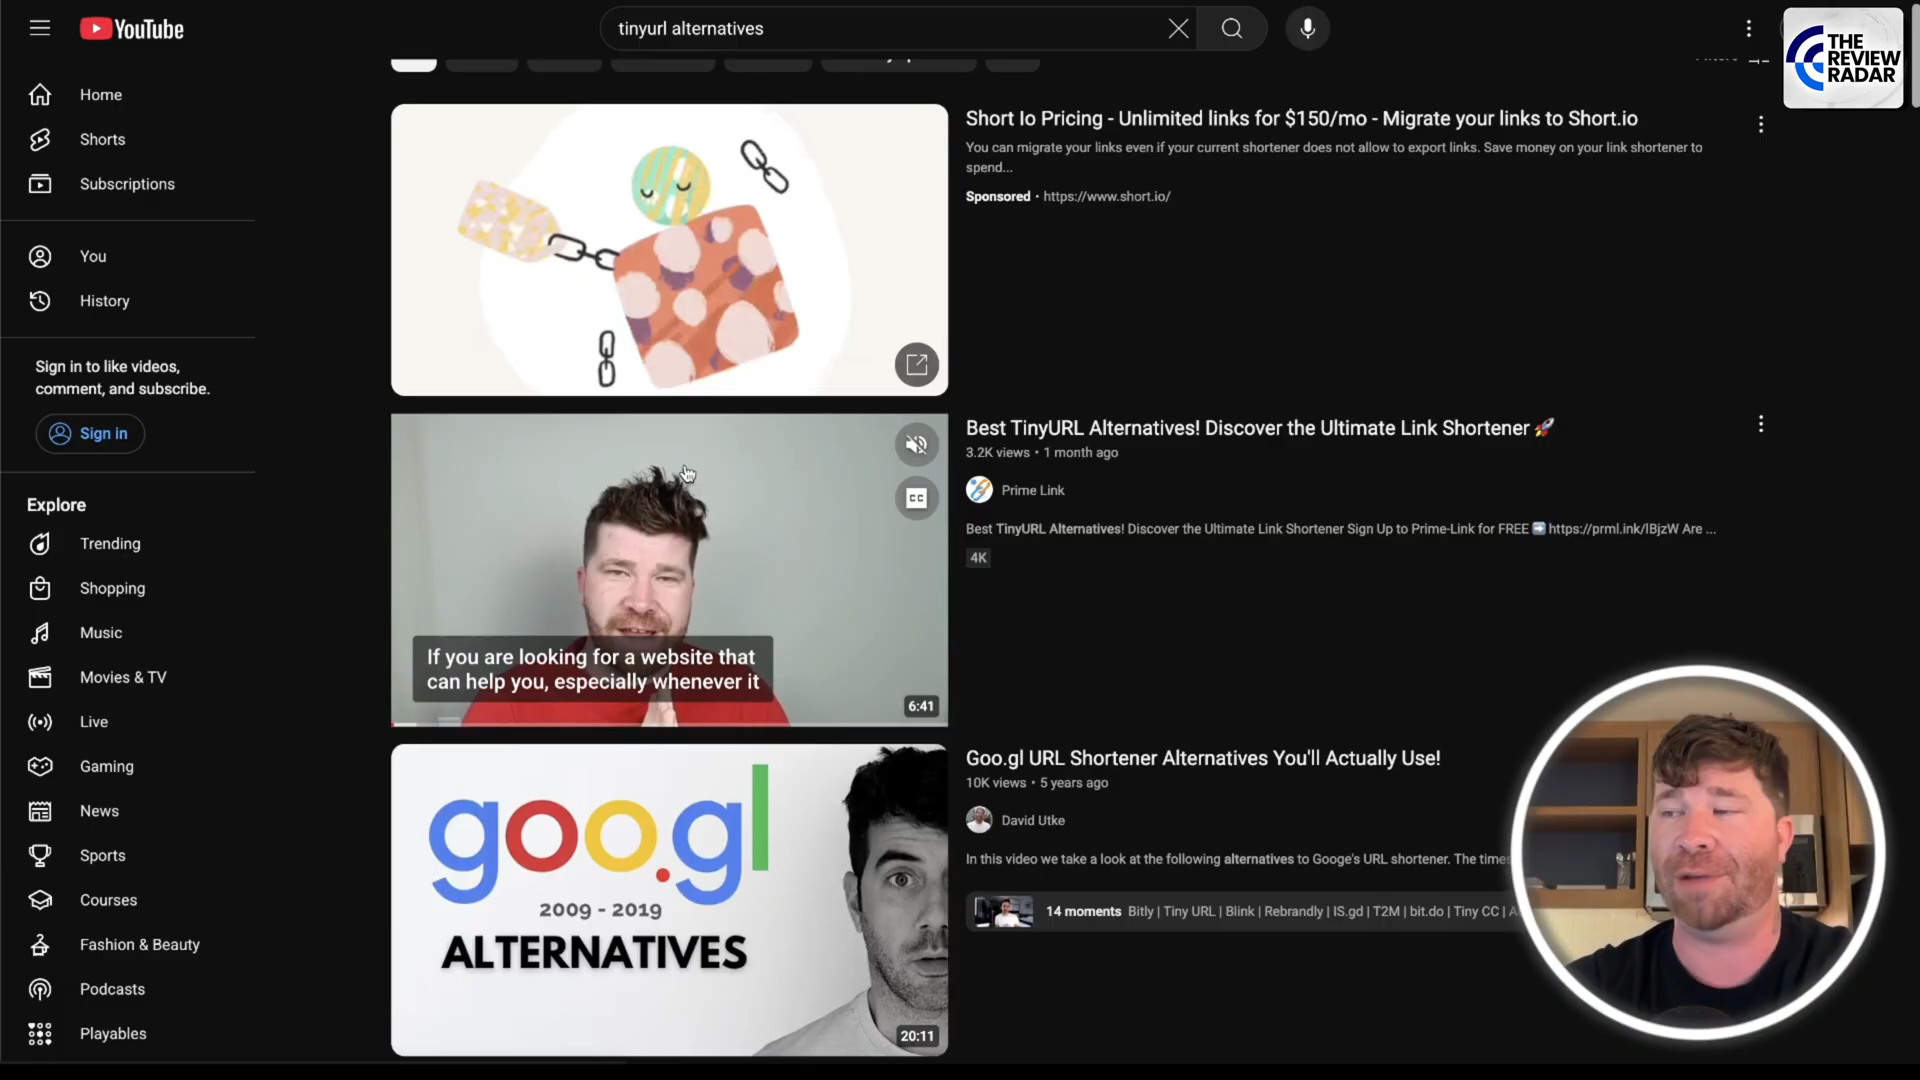 YouTube
tinyurl alternatives
THE
REVIEW
RADAR
Home
Shorts
Subscriptions
You
History
Sign in to like videos,
comment, and subscribe.
Sign in
Explore
Trending
Shopping
Music
Movies & TV
Live
Gaming
News
Sports
Courses
Fashion & Beauty
Podcasts
Playables
Short Io Pricing - Unlimited links for $150/mo - Migrate your links to Short.io
You can migrate your links even if your current shortener does not allow to export links. Save money on your link shortener to
spend...
Sponsored • https://www.short.io/
CC
If you are looking for a website that
can help you, especially whenever it
6:41
Best TinyURL Alternatives! Discover the Ultimate Link Shortener 🚀
3.2K views • 1 month ago
Prime Link
Best TinyURL Alternatives! Discover the Ultimate Link Shortener Sign Up to Prime-Link for FREE ➡️ https://prml.ink/lBjzW Are ...
4K
goo.gl
2009 - 2019
ALTERNATIVES
20:11
Goo.gl URL Shortener Alternatives You'll Actually Use!
10K views • 5 years ago
David Utke
In this video we take a look at the following alternatives to Googe's URL shortener. The times
14 moments Bitly | Tiny URL | Blink | Rebrandly | IS.gd | T2M | bit.do | Tiny CC |